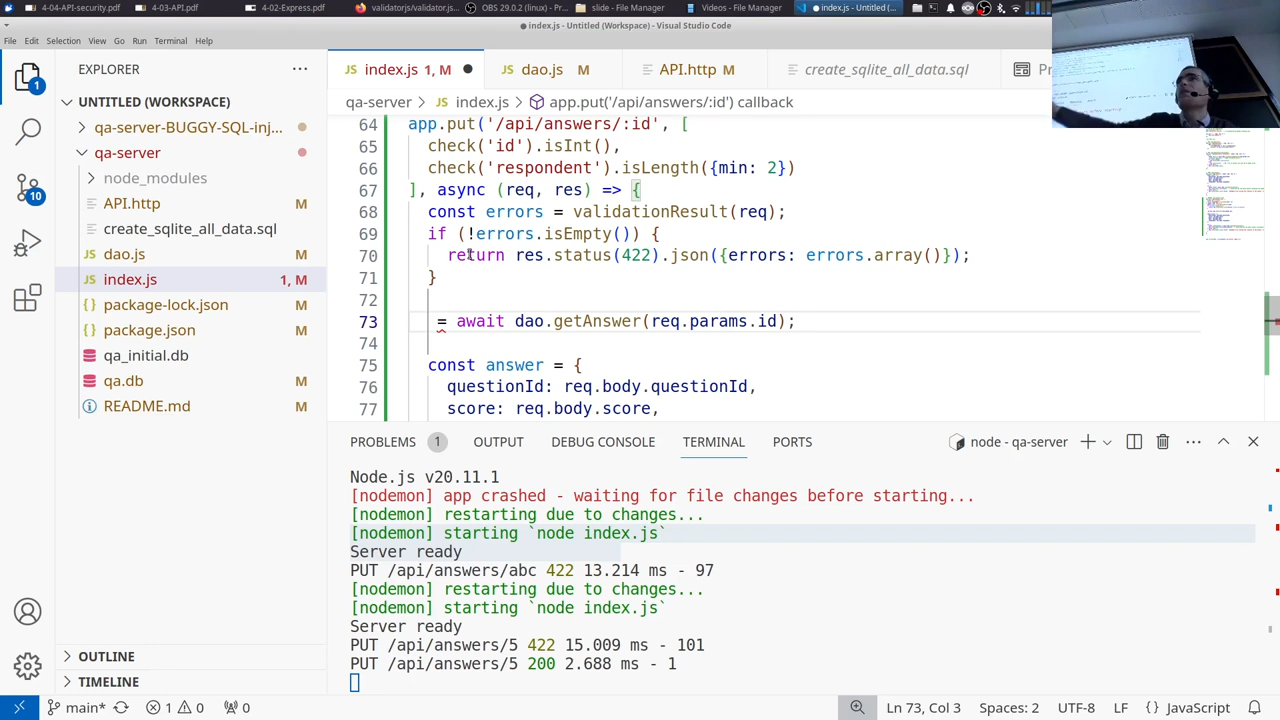 4-04-API-security.pdf
4-03-API.pdf
4-02-Express.pdf
validatorjs/validator.js...
OBS 29.0.2 (linux) - Pr...
slide - File Manager
Videos - File Manager
● index.js - Untitled (...
● index.js - Untitled (Workspace) - Visual Studio Code
File Edit Selection View Go Run Terminal Help
EXPLORER
UNTITLED (WORKSPACE)
qa-server-BUGGY-SQL-inj...
qa-server
node_modules
API.http M
create_sqlite_all_data.sql
dao.js M
index.js 1, M
package-lock.json M
package.json M
qa_initial.db
qa.db M
README.md M
OUTLINE
TIMELINE
1
10
index.js 1, M
dao.js M
API.http M
create_sqlite_all_data.sql
qa-server > index.js > app.put('/api/answers/:id') callback
64 app.put('/api/answers/:id', [
65 check('id').isInt(),
66 {min: 2}
67 ], async (req, res) => {
68 const errors = validationResult(req);
69 if (!errors.isEmpty()) {
70 return res.status(422).json({errors: errors.array()});
71 }
72
73 = await dao.getAnswer(req.params.id);
74
75 const answer = {
76 questionId: req.body.questionId,
77 score: req.body.score,
PROBLEMS 1 OUTPUT DEBUG CONSOLE TERMINAL PORTS
node - qa-server
Node.js v20.11.1
[nodemon] app crashed - waiting for file changes before starting...
[nodemon] restarting due to changes...
[nodemon] starting `node index.js`
Server ready
PUT /api/answers/abc 422 13.214 ms - 97
[nodemon] restarting due to changes...
[nodemon] starting `node index.js`
Server ready
PUT /api/answers/5 422 15.009 ms - 101
PUT /api/answers/5 200 2.688 ms - 1
main* 1 0 0
Ln 73, Col 3 Spaces: 2 UTF-8 LF {} JavaScript